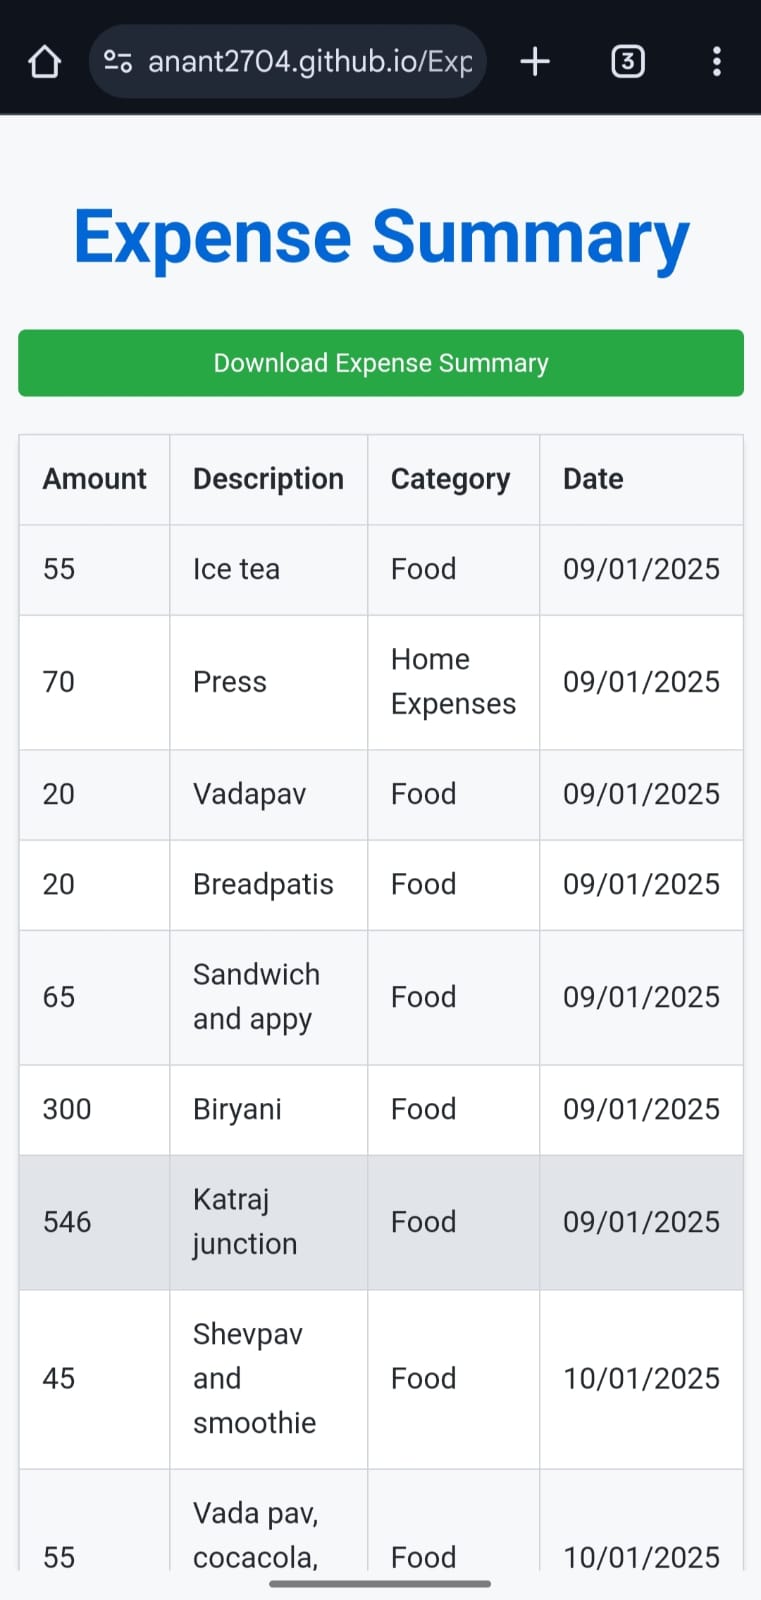 anant2704.github.io/Exp
3
Expense Summary
Download Expense Summary
Amount Description Category Date
55 Ice tea Food 09/01/2025
70 Press Home Expenses 09/01/2025
20 Vadapav Food 09/01/2025
20 Breadpatis Food 09/01/2025
65 Sandwich and appy Food 09/01/2025
300 Biryani Food 09/01/2025
546 Katraj junction Food 09/01/2025
45 Shevpav and smoothie Food 10/01/2025
55 Vada pav, cocacola, Food 10/01/2025